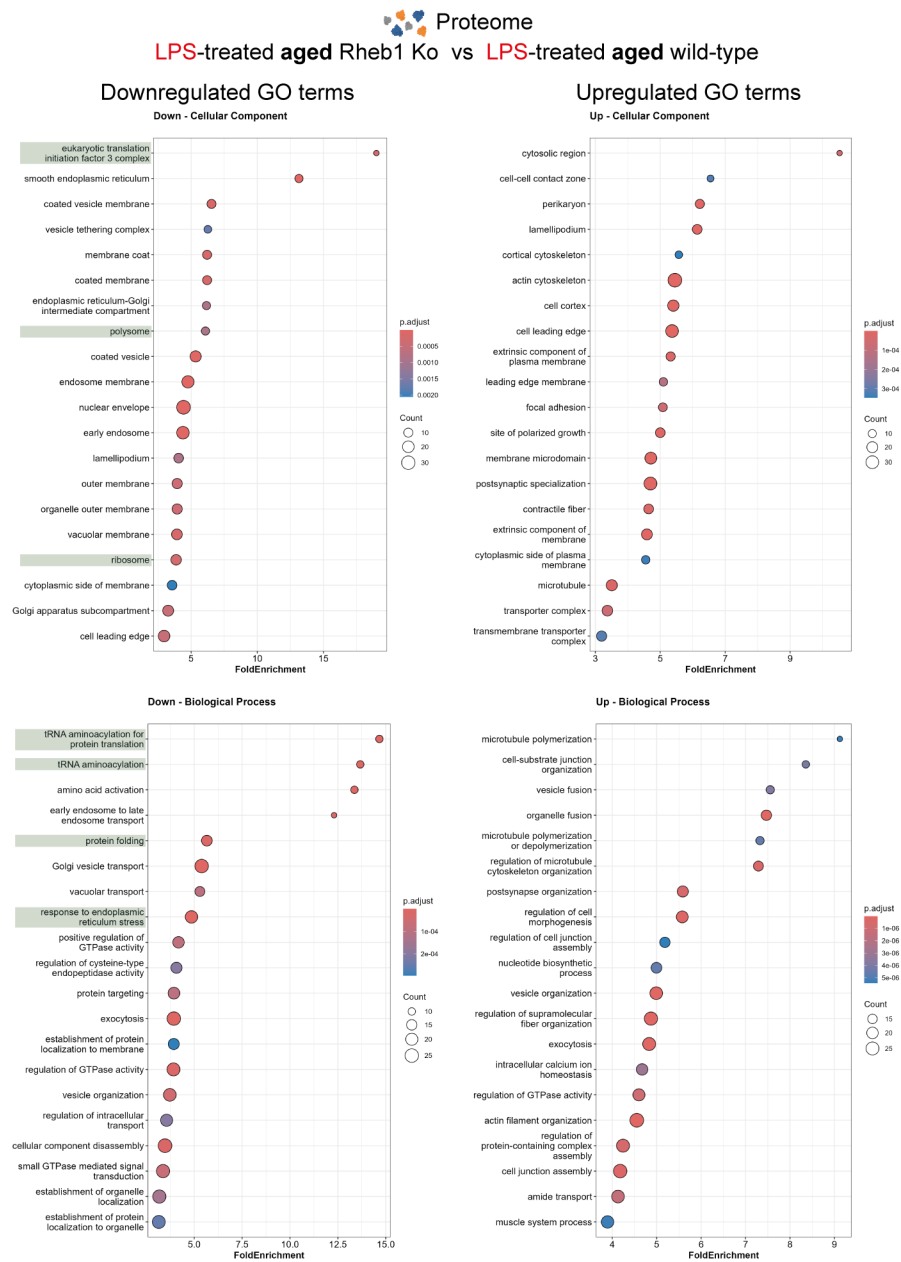 Proteome
LPS-treated aged Rheb1 Ko vs LPS-treated aged wild-type
Downregulated GO terms
Down - Cellular Component
eukaryotic translation
initiation factor 3 complex
smooth endoplasmic reticulum
coated vesicle membrane
vesicle tethering complex
membrane coat
coated membrane
endoplasmic reticulum-Golgi
intermediate compartment
polysome
coated vesicle
endosome membrane
nuclear envelope
early endosome
lamellipodium
outer membrane
organelle outer membrane
vacuolar membrane
ribosome
cytoplasmic side of membrane
Golgi apparatus subcompartment
cell leading edge
5 10 15
FoldEnrichment
p.adjust
0.0005
0.0010
0.0015
0.0020
Count
10
20
30
Upregulated GO terms
Up - Cellular Component
cytosolic region
cell-cell contact zone
perikaryon
lamellipodium
cortical cytoskeleton
actin cytoskeleton
cell cortex
cell leading edge
extrinsic component of
plasma membrane
leading edge membrane
focal adhesion
site of polarized growth
membrane microdomain
postsynaptic specialization
contractile fiber
extrinsic component of
membrane
cytoplasmic side of plasma
membrane
microtubule
transporter complex
transmembrane transporter
complex
3 5 7 9
FoldEnrichment
p.adjust
1e-04
2e-04
3e-04
Count
10
20
30
Down - Biological Process
tRNA aminoacylation for
protein translation
tRNA aminoacylation
amino acid activation
early endosome to late
endosome transport
protein folding
Golgi vesicle transport
vacuolar transport
response to endoplasmic
reticulum stress
positive regulation of
GTPase activity
regulation of cysteine-type
endopeptidase activity
protein targeting
exocytosis
establishment of protein
localization to membrane
regulation of GTPase activity
vesicle organization
regulation of intracellular
transport
cellular component disassembly
small GTPase mediated signal
transduction
establishment of organelle
localization
establishment of protein
localization to organelle
5.0 7.5 10.0 12.5 15.0
FoldEnrichment
p.adjust
1e-04
2e-04
Count
10
15
20
25
Up - Biological Process
microtubule polymerization
cell-substrate junction
organization
vesicle fusion
organelle fusion
microtubule polymerization
or depolymerization
regulation of microtubule
cytoskeleton organization
postsynapse organization
regulation of cell
morphogenesis
regulation of cell junction
assembly
nucleotide biosynthetic
process
vesicle organization
regulation of supramolecular
fiber organization
exocytosis
intracellular calcium ion
homeostasis
regulation of GTPase activity
actin filament organization
regulation of
protein-containing complex
assembly
cell junction assembly
amide transport
muscle system process
4 5 6 7 8 9
FoldEnrichment
p.adjust
1e-06
2e-06
3e-06
4e-06
5e-06
Count
15
20
25